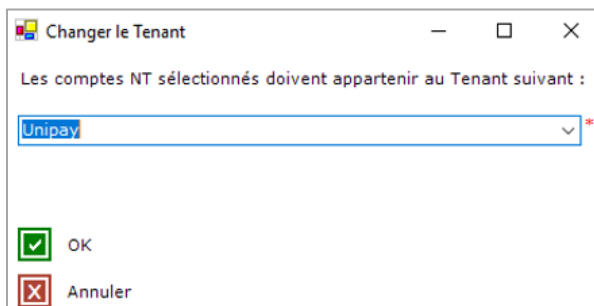 Changer le Tenant
Les comptes NT sélectionnés doivent appartenir au Tenant suivant :
Unipay
*
OK
Annuler